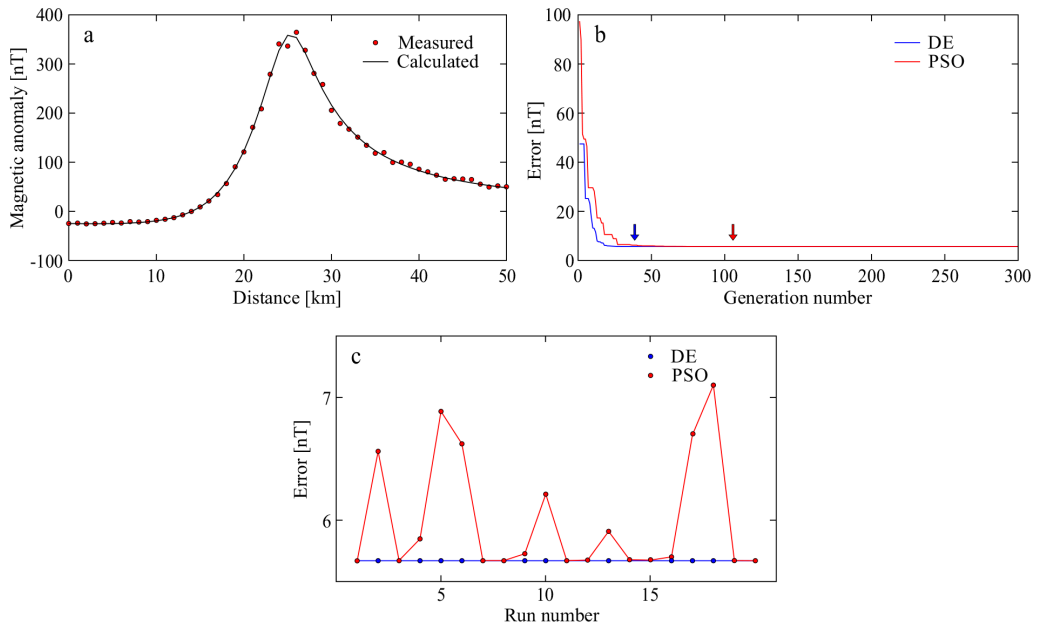 a
Measured
Calculated
Magnetic anomaly [nT]
400
300
200
100
0
-100
0 10 20 30 40 50
Distance [km]
b
DE
PSO
Error [nT]
100
80
60
40
20
0
0 50 100 150 200 250 300
Generation number
c
DE
PSO
Error [nT]
7
6
5 10 15
Run number